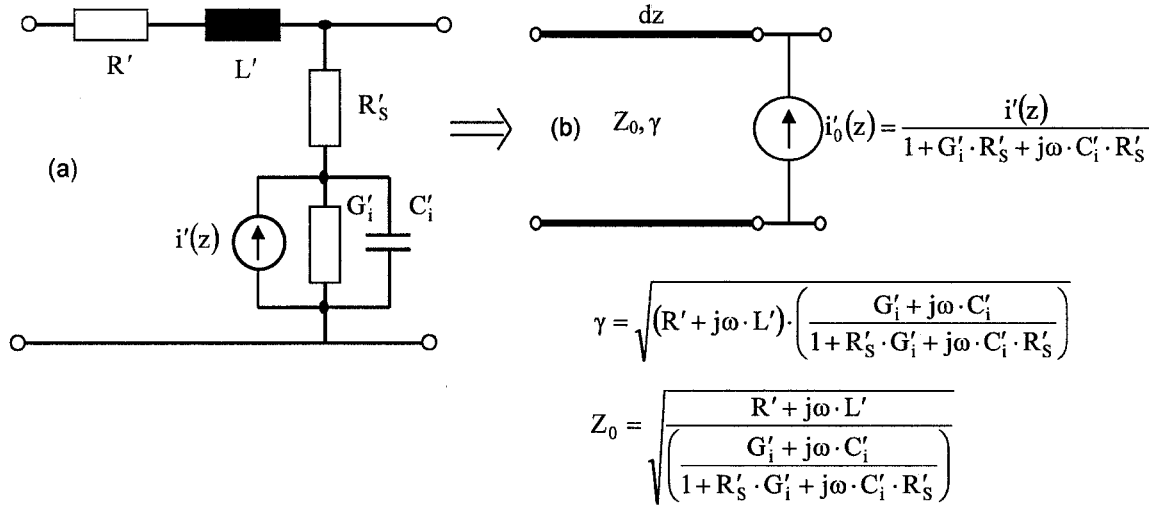 R′
L′
R′S
(a)
G′i
C′i
i′(z)
dz
(b)
Z0, γ
i′0(z) = i′(z) / (1 + G′i · R′S + jω · C′i · R′S)
γ = √((R′ + jω · L′) · ((G′i + jω · C′i) / (1 + R′S · G′i + jω · C′i · R′S)))
Z0 = √((R′ + jω · L′) / ((G′i + jω · C′i) / (1 + R′S · G′i + jω · C′i · R′S)))